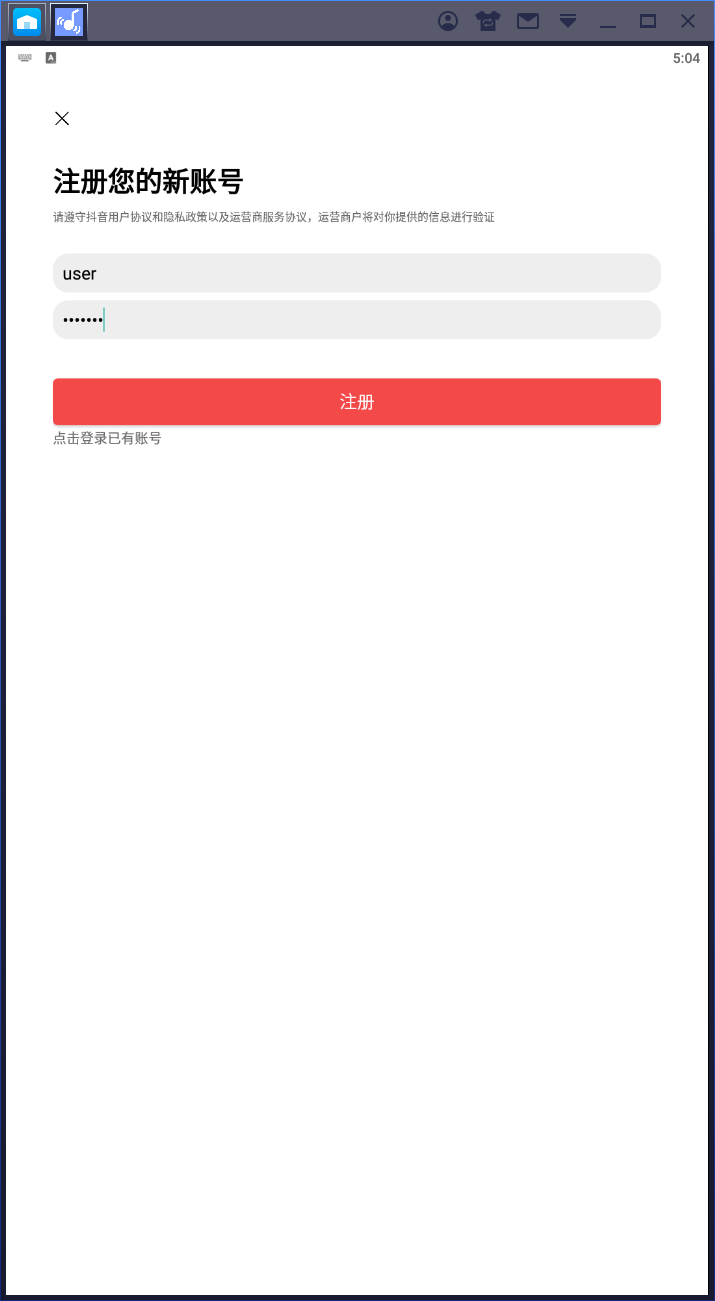 A
5:04
注册您的新账号
请遵守抖音用户协议和隐私政策以及运营商服务协议，运营商户将对你提供的信息进行验证
user
•••••••
注册
点击登录已有账号